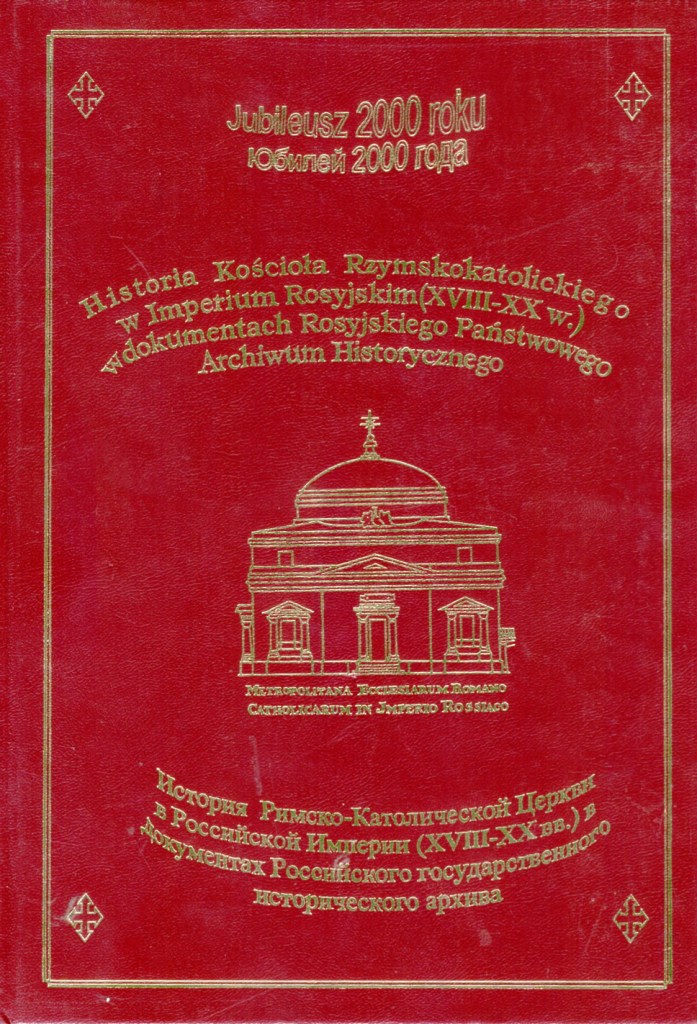 Jubileusz 2000 roku
Юбилей 2000 года
Historia Kościoła Rzymskokatolickiego
w Imperium Rosyjskim (XVIII-XX w.)
w dokumentach Rosyjskiego Państwowego
Archiwum Historycznego
METROPOLITANA ECCLESIARUM ROMANO
CATHOLICARUM IN JMPERIO ROSSIACO
История Римско-Католической Церкви
в Российской Империи (XVIII-XX вв.) в
документах Российского государственного
исторического архива